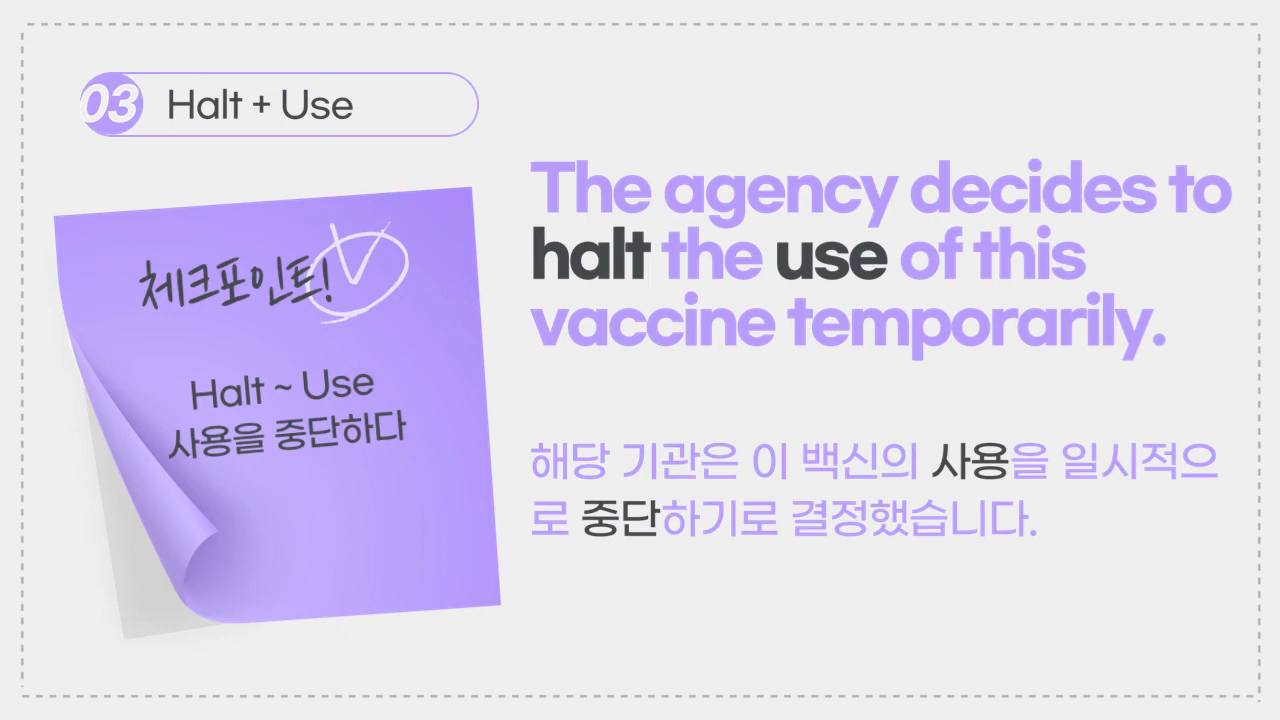 03 Halt + Use
체크포인트!
Halt ~ Use
사용을 중단하다
The agency decides to
halt the use of this
vaccine temporarily.
해당 기관은 이 백신의 사용을 일시적으
로 중단하기로 결정했습니다.